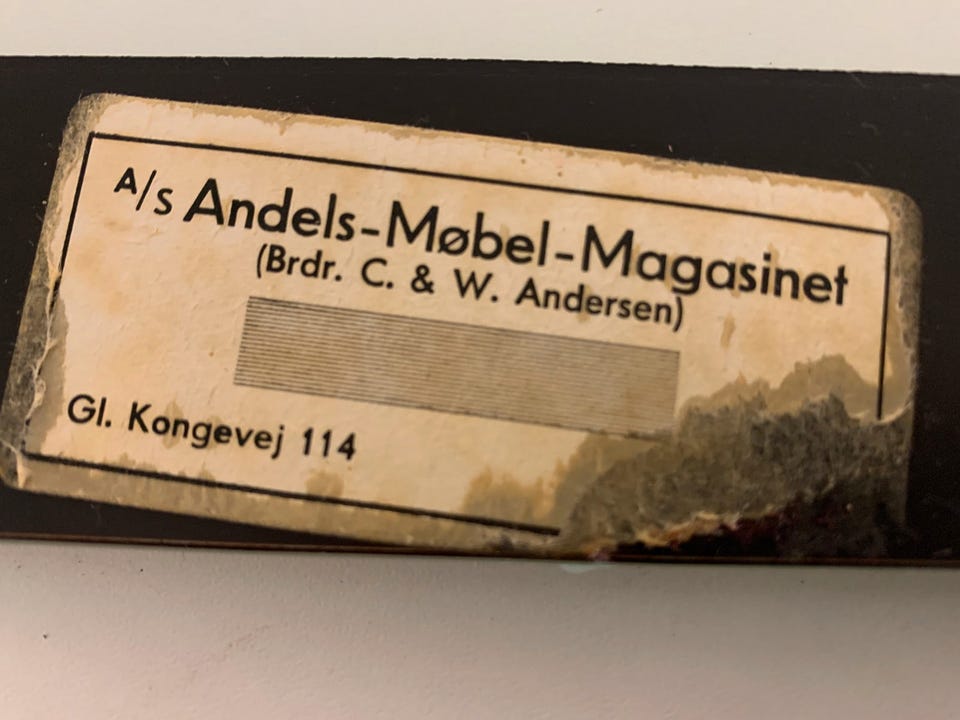 A/s Andels-Møbel-Magasinet
(Brdr. C. & W. Andersen)
Gl. Kongevej 114